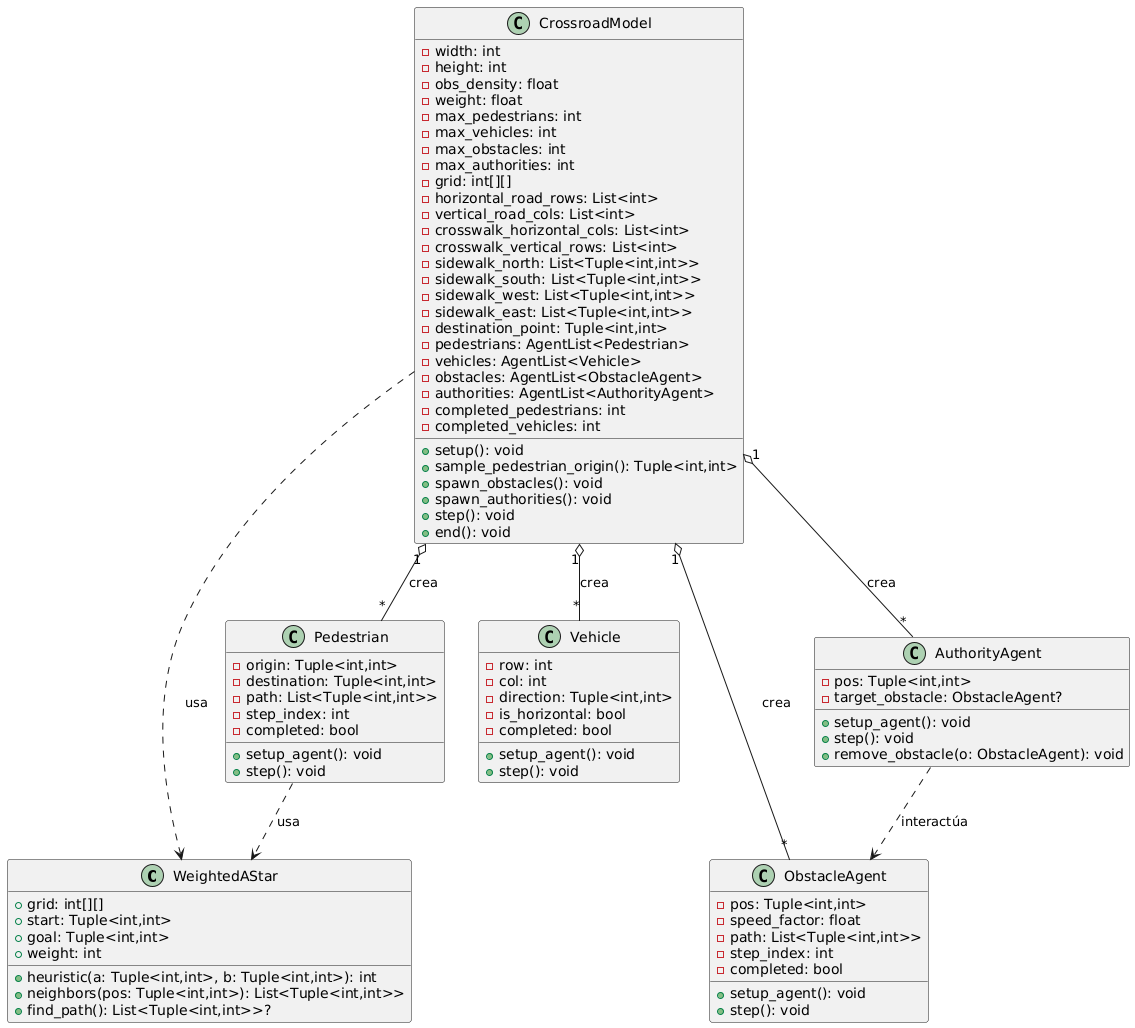 C CrossroadModel
width: int
height: int
obs_density: float
weight: float
max_pedestrians: int
max_vehicles: int
max_obstacles: int
max_authorities: int
grid: int[][]
horizontal_road_rows: List<int>
vertical_road_cols: List<int>
crosswalk_horizontal_cols: List<int>
crosswalk_vertical_rows: List<int>
sidewalk_north: List<Tuple<int,int>>
sidewalk_south: List<Tuple<int,int>>
sidewalk_west: List<Tuple<int,int>>
sidewalk_east: List<Tuple<int,int>>
destination_point: Tuple<int,int>
pedestrians: AgentList<Pedestrian>
vehicles: AgentList<Vehicle>
obstacles: AgentList<ObstacleAgent>
authorities: AgentList<AuthorityAgent>
completed_pedestrians: int
completed_vehicles: int
setup(): void
sample_pedestrian_origin(): Tuple<int,int>
spawn_obstacles(): void
spawn_authorities(): void
step(): void
end(): void
1
1
1
1
crea
crea
crea
crea
*
*
*
*
usa
C Pedestrian
origin: Tuple<int,int>
destination: Tuple<int,int>
path: List<Tuple<int,int>>
step_index: int
completed: bool
setup_agent(): void
step(): void
C Vehicle
row: int
col: int
direction: Tuple<int,int>
is_horizontal: bool
completed: bool
setup_agent(): void
step(): void
C AuthorityAgent
pos: Tuple<int,int>
target_obstacle: ObstacleAgent?
setup_agent(): void
step(): void
remove_obstacle(o: ObstacleAgent): void
usa
interactúa
C WeightedAStar
grid: int[][]
start: Tuple<int,int>
goal: Tuple<int,int>
weight: int
heuristic(a: Tuple<int,int>, b: Tuple<int,int>): int
neighbors(pos: Tuple<int,int>): List<Tuple<int,int>>
find_path(): List<Tuple<int,int>>?
C ObstacleAgent
pos: Tuple<int,int>
speed_factor: float
path: List<Tuple<int,int>>
step_index: int
completed: bool
setup_agent(): void
step(): void